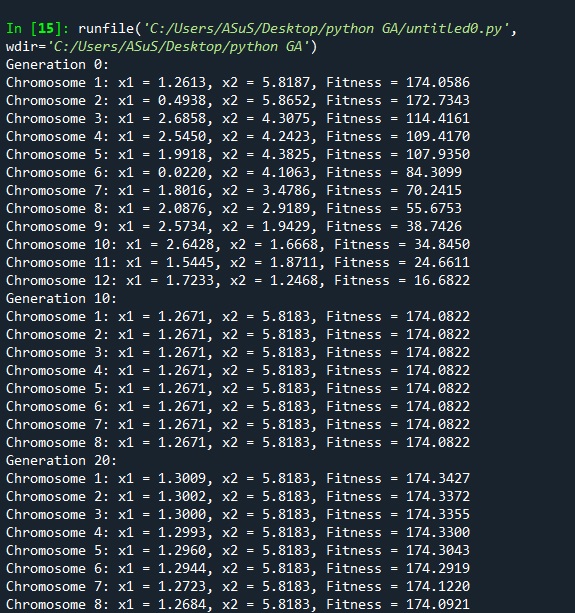 In [15]: runfile('C:/Users/ASuS/Desktop/python GA/untitled0.py',
wdir='C:/Users/ASuS/Desktop/python GA')
Generation 0:
Chromosome 1: x1 = 1.2613, x2 = 5.8187, Fitness = 174.0586
Chromosome 2: x1 = 0.4938, x2 = 5.8652, Fitness = 172.7343
Chromosome 3: x1 = 2.6858, x2 = 4.3075, Fitness = 114.4161
Chromosome 4: x1 = 2.5450, x2 = 4.2423, Fitness = 109.4170
Chromosome 5: x1 = 1.9918, x2 = 4.3825, Fitness = 107.9350
Chromosome 6: x1 = 0.0220, x2 = 4.1063, Fitness = 84.3099
Chromosome 7: x1 = 1.8016, x2 = 3.4786, Fitness = 70.2415
Chromosome 8: x1 = 2.0876, x2 = 2.9189, Fitness = 55.6753
Chromosome 9: x1 = 2.5734, x2 = 1.9429, Fitness = 38.7426
Chromosome 10: x1 = 2.6428, x2 = 1.6668, Fitness = 34.8450
Chromosome 11: x1 = 1.5445, x2 = 1.8711, Fitness = 24.6611
Chromosome 12: x1 = 1.7233, x2 = 1.2468, Fitness = 16.6822
Generation 10:
Chromosome 1: x1 = 1.2671, x2 = 5.8183, Fitness = 174.0822
Chromosome 2: x1 = 1.2671, x2 = 5.8183, Fitness = 174.0822
Chromosome 3: x1 = 1.2671, x2 = 5.8183, Fitness = 174.0822
Chromosome 4: x1 = 1.2671, x2 = 5.8183, Fitness = 174.0822
Chromosome 5: x1 = 1.2671, x2 = 5.8183, Fitness = 174.0822
Chromosome 6: x1 = 1.2671, x2 = 5.8183, Fitness = 174.0822
Chromosome 7: x1 = 1.2671, x2 = 5.8183, Fitness = 174.0822
Chromosome 8: x1 = 1.2671, x2 = 5.8183, Fitness = 174.0822
Generation 20:
Chromosome 1: x1 = 1.3009, x2 = 5.8183, Fitness = 174.3427
Chromosome 2: x1 = 1.3002, x2 = 5.8183, Fitness = 174.3372
Chromosome 3: x1 = 1.3000, x2 = 5.8183, Fitness = 174.3355
Chromosome 4: x1 = 1.2993, x2 = 5.8183, Fitness = 174.3300
Chromosome 5: x1 = 1.2960, x2 = 5.8183, Fitness = 174.3043
Chromosome 6: x1 = 1.2944, x2 = 5.8183, Fitness = 174.2919
Chromosome 7: x1 = 1.2723, x2 = 5.8183, Fitness = 174.1220
Chromosome 8: x1 = 1.2684, x2 = 5.8183, Fitness = 174.0921